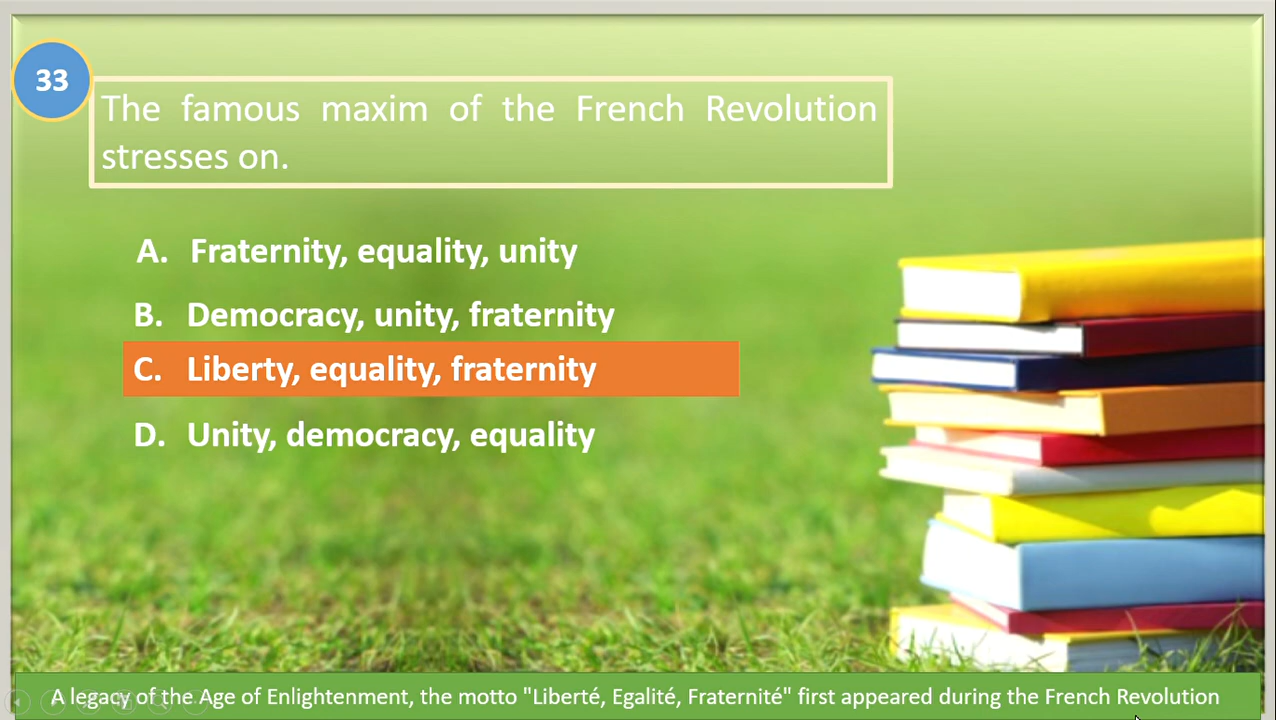 33
The famous maxim of the French Revolution
stresses on.
A. Fraternity, equality, unity
B. Democracy, unity, fraternity
C. Liberty, equality, fraternity
D. Unity, democracy, equality
A legacy of the Age of Enlightenment, the motto "Liberté, Egalité, Fraternité" first appeared during the French Revolution